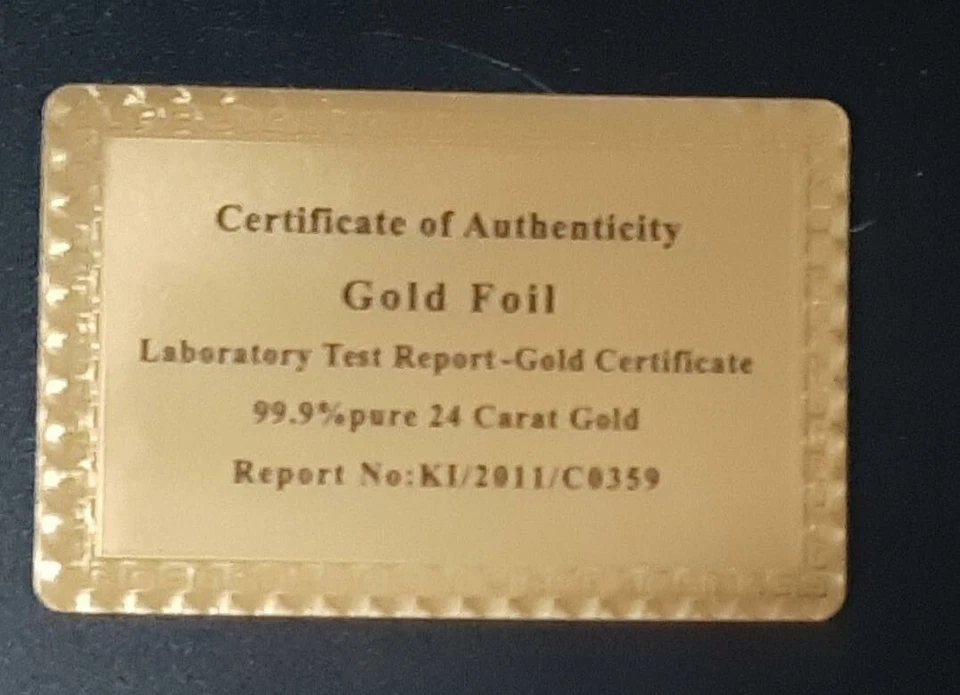 Certificate of Authenticity
Gold Foil
Laboratory Test Report-Gold Certificate
99.9%pure 24 Carat Gold
Report No:KI/2011/C0359